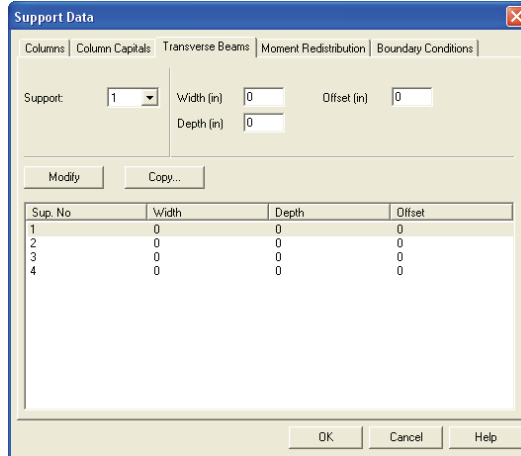 Support Data
Columns Column Capitals Transverse Beams Moment Redistribution Boundary Conditions
Support: 1 Width (in) 0 Offset (in) 0
Depth (in) 0
Modify Copy...
Sup. No Width Depth Offset
1 0 0 0
2 0 0 0
3 0 0 0
4 0 0 0
OK Cancel Help